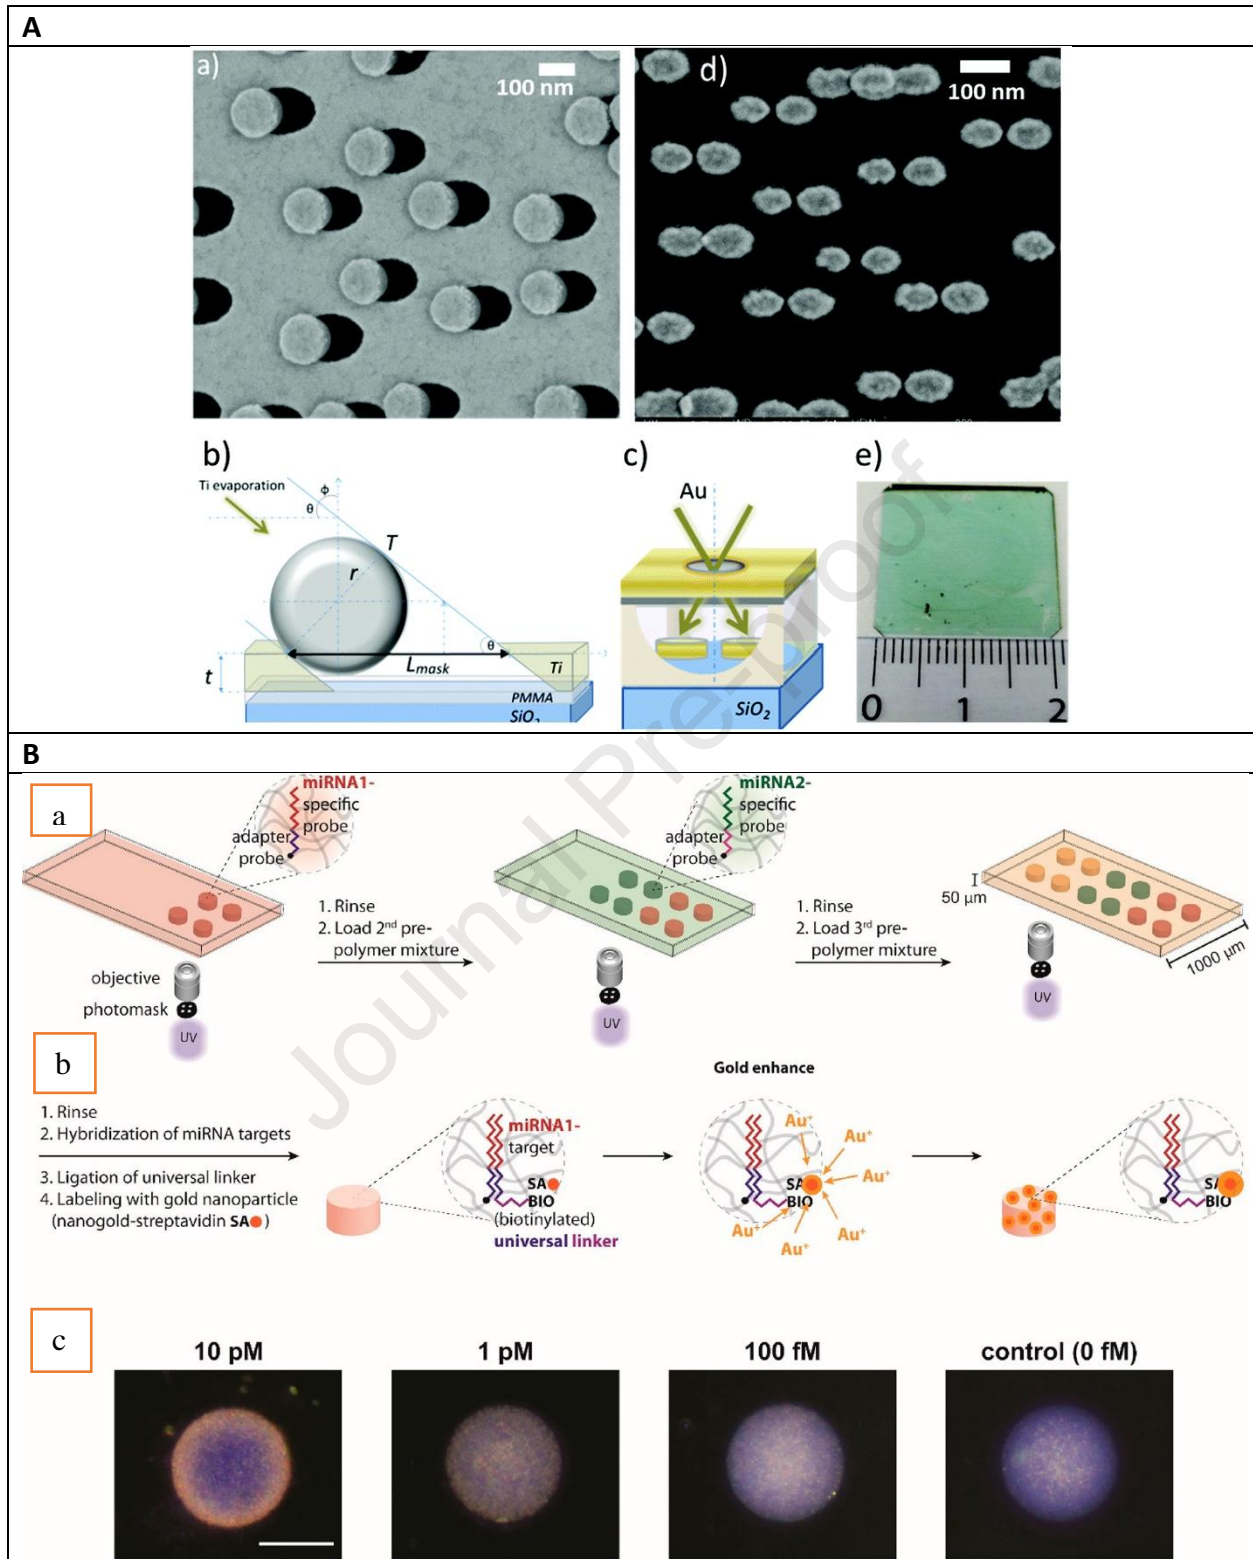 A
a)
100 nm
d)
100 nm
b)
Ti evaporation
ϕ
θ
T
r
θ
L_mask
t
Ti
PMMA
SiO₂
c)
Au
SiO₂
e)
0 1 2
B
a
miRNA1-
specific
probe
adapter
probe
objective
photomask
UV
1. Rinse
2. Load 2nd pre-
polymer mixture
miRNA2-
specific
probe
adapter
probe
UV
1. Rinse
2. Load 3rd pre-
polymer mixture
50 µm
1000 µm
UV
b
1. Rinse
2. Hybridization of miRNA targets
3. Ligation of universal linker
4. Labeling with gold nanoparticle
(nanogold-streptavidin SA )
miRNA1-
target
SA
BIO
(biotinylated)
universal linker
Gold enhance
Au⁺
Au⁺
Au⁺
Au⁺
Au⁺
Au⁺
SA
BIO
SA
BIO
c
10 pM
1 pM
100 fM
control (0 fM)
Journal Pre-proof